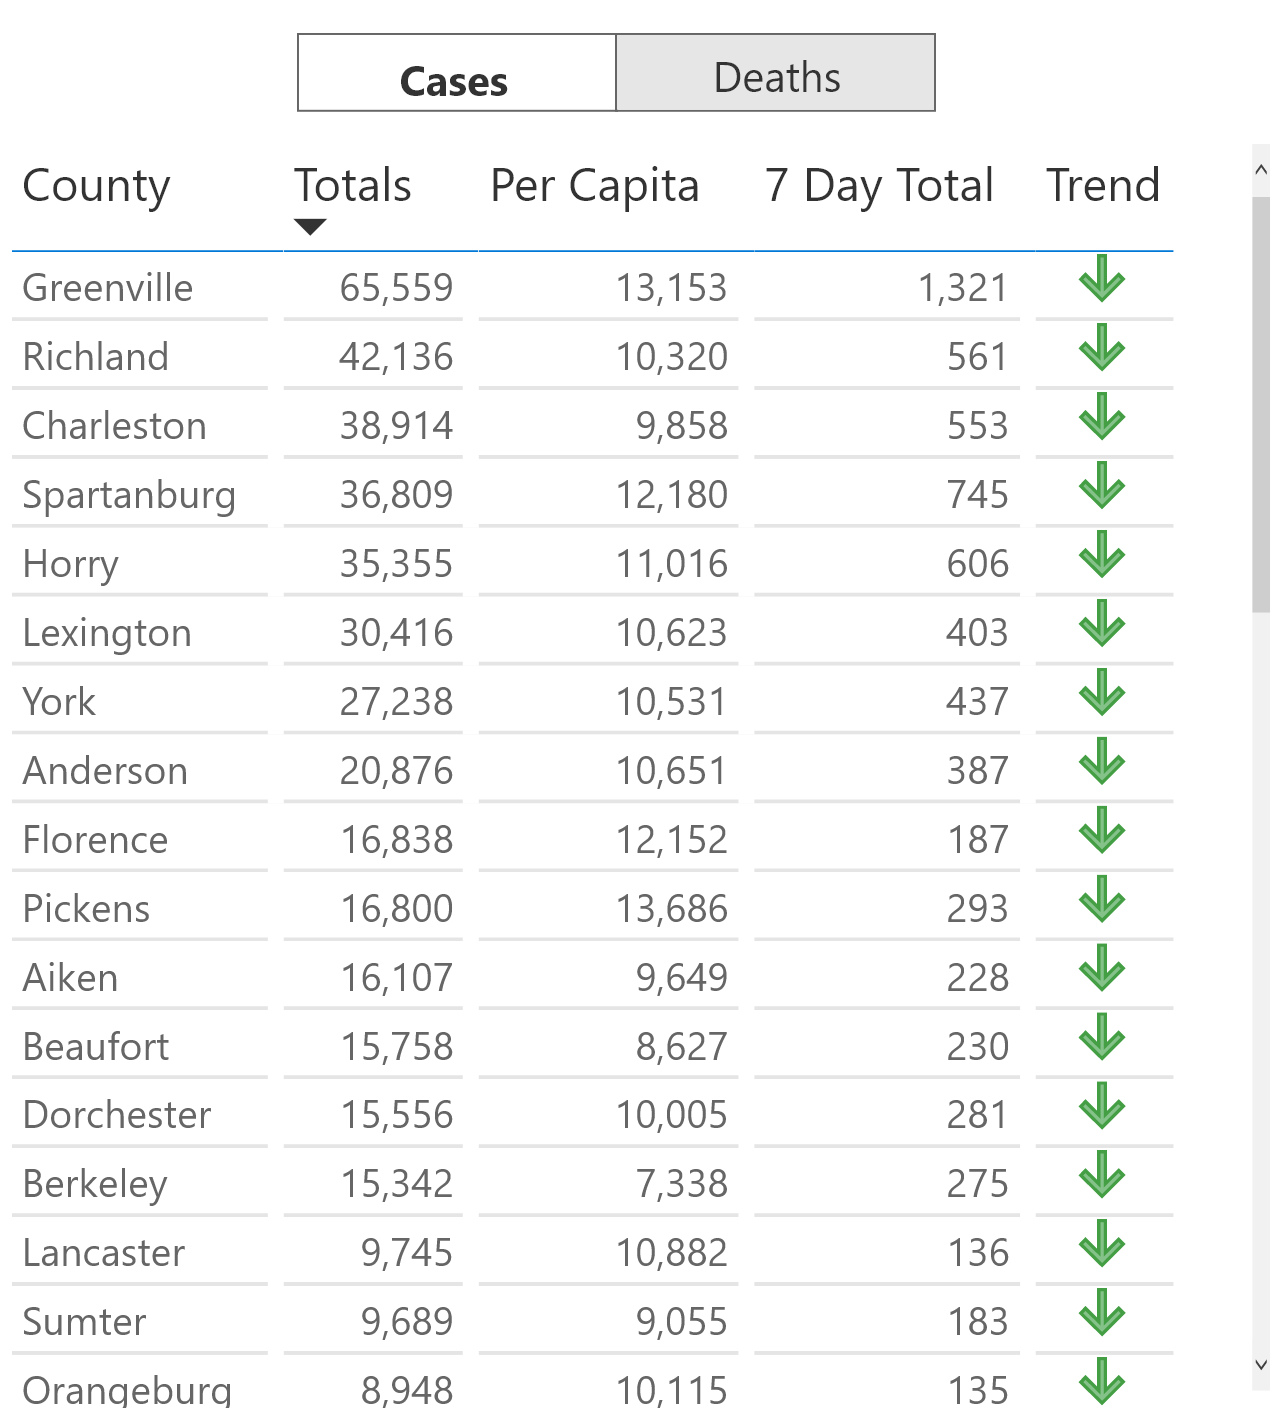 Cases Deaths
County Totals Per Capita 7 Day Total Trend
Greenville 65,559 13,153 1,321
Richland 42,136 10,320 561
Charleston 38,914 9,858 553
Spartanburg 36,809 12,180 745
Horry 35,355 11,016 606
Lexington 30,416 10,623 403
York 27,238 10,531 437
Anderson 20,876 10,651 387
Florence 16,838 12,152 187
Pickens 16,800 13,686 293
Aiken 16,107 9,649 228
Beaufort 15,758 8,627 230
Dorchester 15,556 10,005 281
Berkeley 15,342 7,338 275
Lancaster 9,745 10,882 136
Sumter 9,689 9,055 183
Orangeburg 8,948 10,115 135